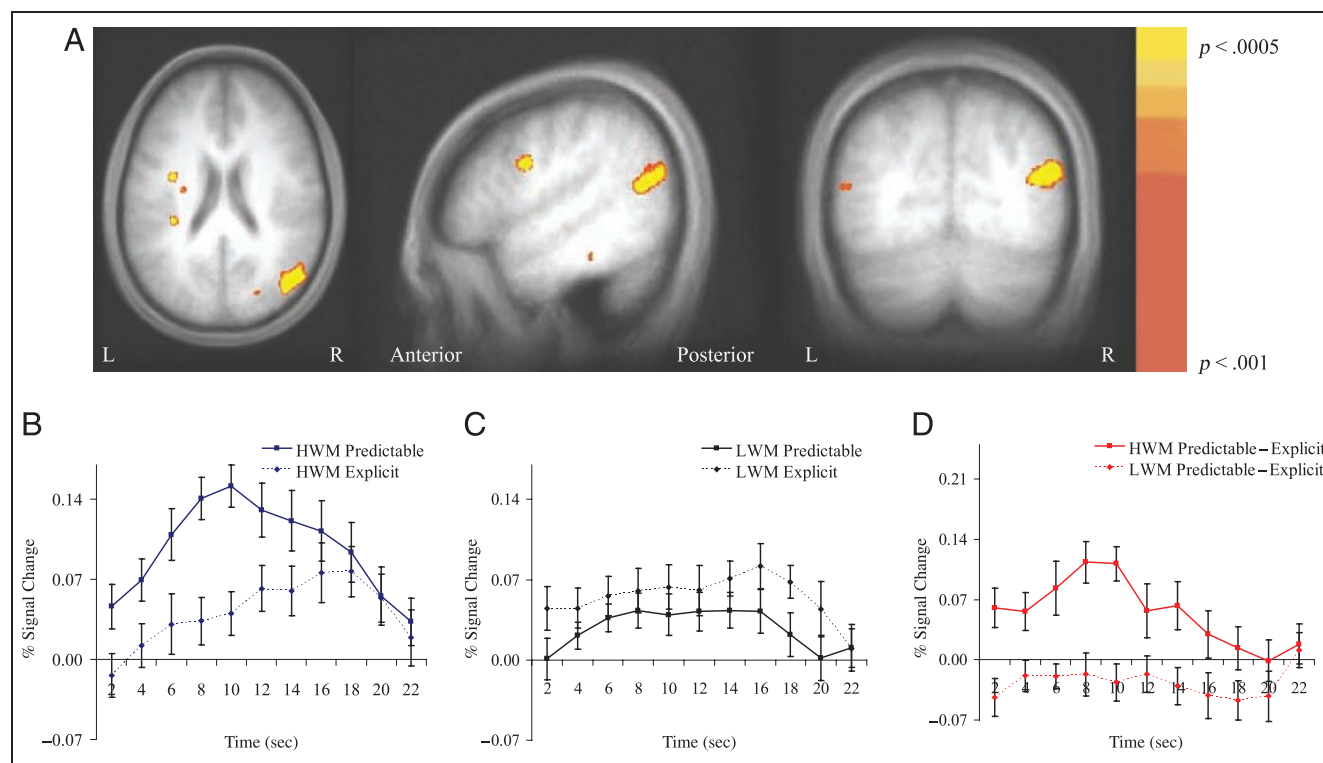 A
p < .0005
L
R
Anterior
Posterior
L
R
p < .001
B
HWM Predictable
HWM Explicit
% Signal Change
0.14
0.07
0.00
−0.07
2 4 6 8 10 12 14 16 18 20 22
Time (sec)
C
LWM Predictable
LWM Explicit
% Signal Change
0.14
0.07
0.00
−0.07
2 4 6 8 10 12 14 16 18 20 22
Time (sec)
D
HWM Predictable – Explicit
LWM Predictable – Explicit
% Signal Change
0.21
0.14
0.07
0.00
−0.07
2 4 6 8 10 12 14 16 18 20 22
Time (sec)